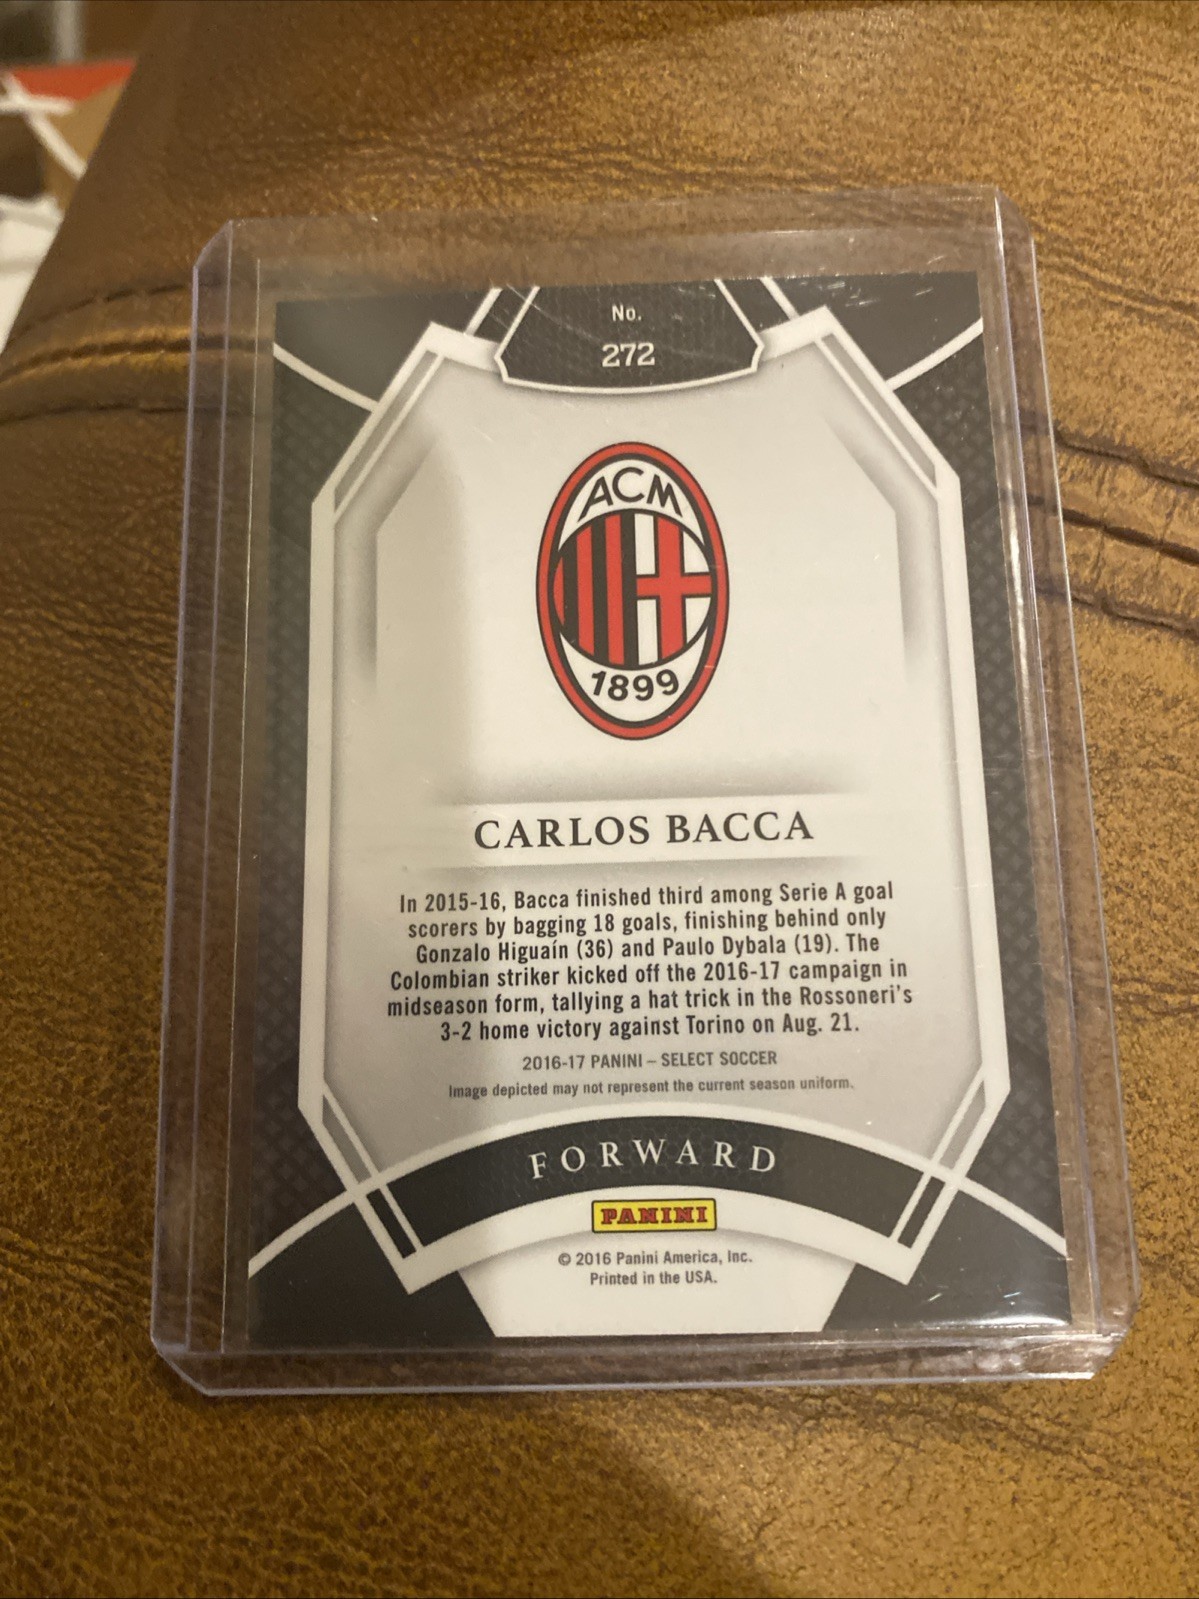 No.
272
ACM
1899
CARLOS BACCA
In 2015-16, Bacca finished third among Serie A goal
scorers by bagging 18 goals, finishing behind only
Gonzalo Higuaín (36) and Paulo Dybala (19). The
Colombian striker kicked off the 2016-17 campaign in
midseason form, tallying a hat trick in the Rossoneri's
3-2 home victory against Torino on Aug. 21.
2016-17 PANINI – SELECT SOCCER
Image depicted may not represent the current season uniform.
FORWARD
PANINI
© 2016 Panini America, Inc.
Printed in the USA.